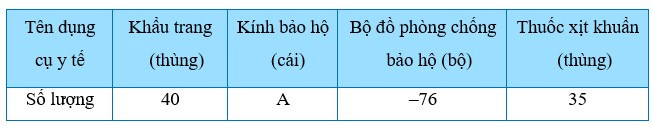 Tên dụng Khẩu trang Kính bảo hộ Bộ đồ phòng chống Thuốc xịt khuẩn
cụ y tế (thùng) (cái) bảo hộ (bộ) (thùng)
Số lượng 40 A –76 35